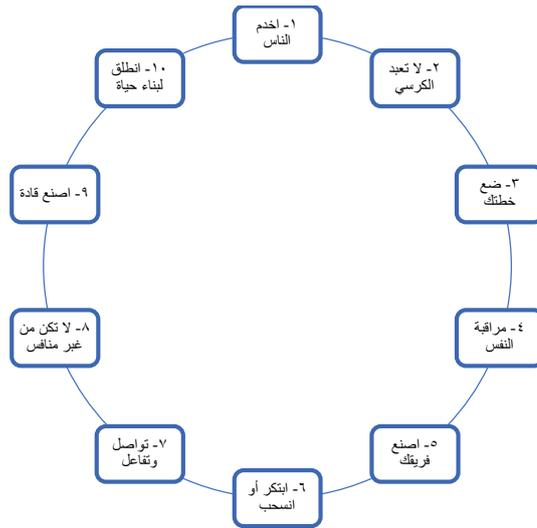 ١- اخدم
الناس
٢- لا تعبد
الكرسي
٣- ضع
خطتك
٤- مراقبة
النفس
٥- اصنع
فريقك
٦- ابتكر أو
انسحب
٧- تواصل
وتفاعل
٨- لا تكن من
غبر منافس
٩- اصنع قادة
١٠- انطلق
لبناء حياة